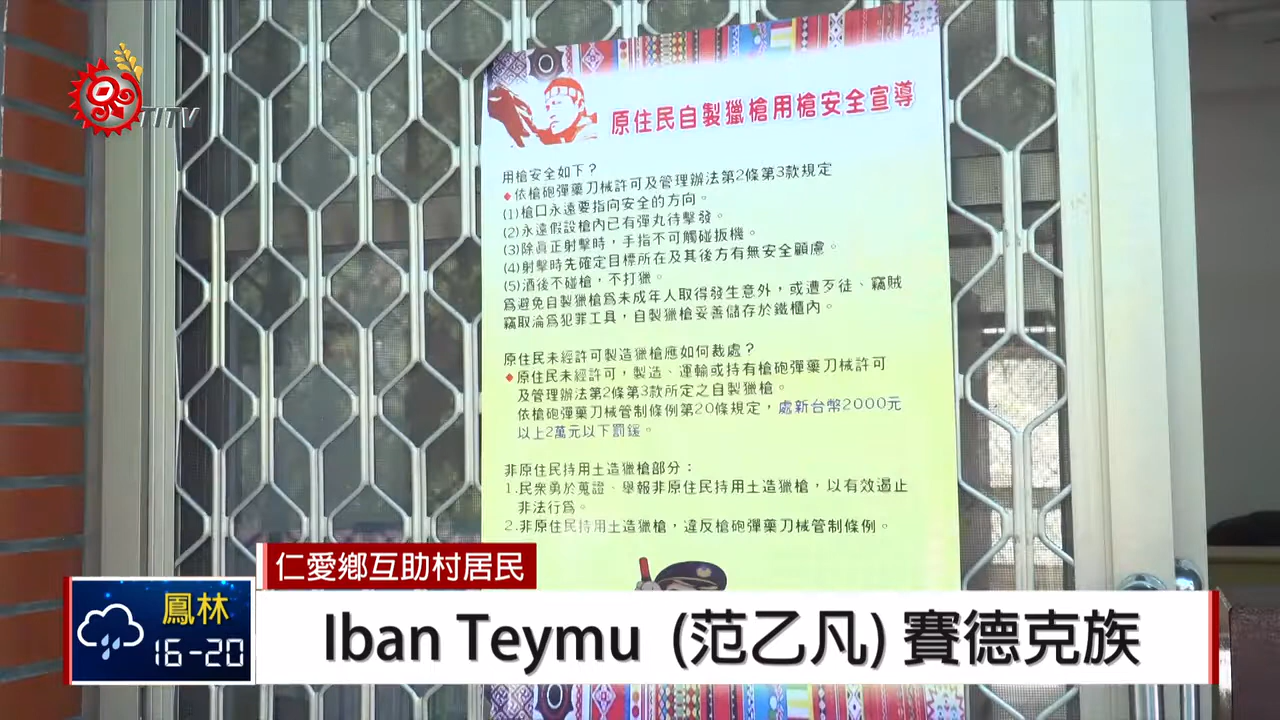 TITV
原住民自製獵槍用槍安全宣導
用槍安全如下？
◆依槍砲彈藥刀械許可及管理辦法第2條第3款規定
(1)槍口永遠要指向安全的方向。
(2)永遠假設槍內已有彈丸待擊發。
(3)除真正射擊時，手指不可觸碰扳機。
(4)射擊時先確定目標所在及其後方有無安全顧慮。
(5)酒後不碰槍，不打獵。
為避免自製獵槍為未成年人取得發生意外，或遭歹徒、竊賊
竊取淪為犯罪工具，自製獵槍妥善儲存於鐵櫃內。
原住民未經許可製造獵槍應如何裁處？
◆原住民未經許可，製造、運輸或持有槍砲彈藥刀械許可
及管理辦法第2條第3款所定之自製獵槍。
依槍砲彈藥刀械管制條例第20條規定，處新台幣2000元
以上2萬元以下罰鍰。
非原住民持用土造獵槍部分：
1.民眾勇於蒐證、舉報非原住民持用土造獵槍，以有效遏止
非法行為。
2.非原住民持用土造獵槍，違反槍砲彈藥刀械管制條例。
仁愛鄉互助村居民
鳳林
16-20
Iban Teymu (范乙凡) 賽德克族